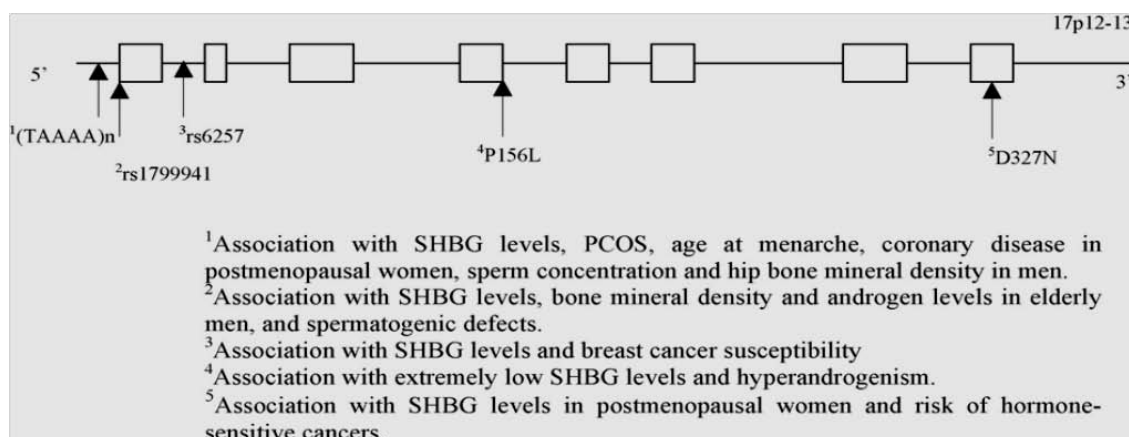 17p12-13
5’
3’
¹(TAAAA)n
³rs6257
⁴P156L
⁵D327N
²rs1799941
¹Association with SHBG levels, PCOS, age at menarche, coronary disease in
postmenopausal women, sperm concentration and hip bone mineral density in men.
²Association with SHBG levels, bone mineral density and androgen levels in elderly
men, and spermatogenic defects.
³Association with SHBG levels and breast cancer susceptibility
⁴Association with extremely low SHBG levels and hyperandrogenism.
⁵Association with SHBG levels in postmenopausal women and risk of hormone-
sensitive cancers